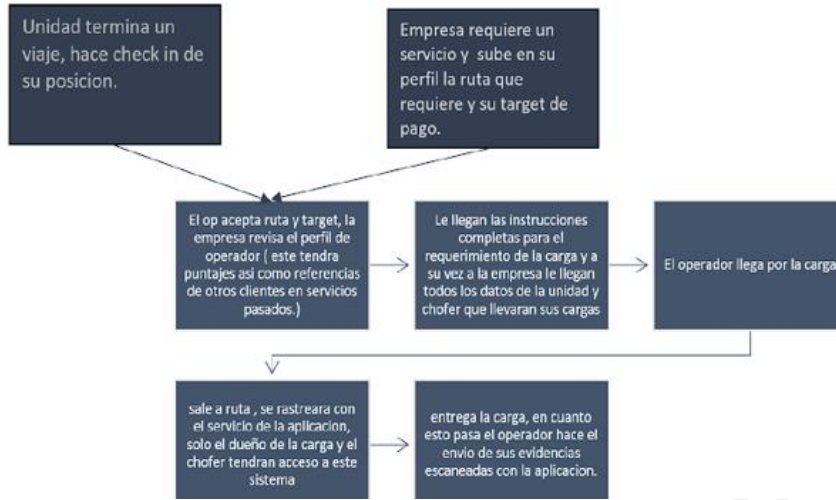 Unidad termina un
viaje, hace check in de
su posicion.
Empresa requiere un
servicio y  sube en su
perfil la ruta que
requiere y su target de
pago.
El op acepta ruta y target, la
empresa revisa el perfil de
operador ( este tendra
puntajes asi como referencias
de otros clientes en servicios
pasados.)
Le llegan las instrucciones
completas para el
requerimiento de la carga y a
su vez a la empresa le llegan
todos los datos de la unidad y
chofer que llevaran sus cargas
El operador llega por la carga
sale a ruta , se rastreara con
el servicio de la aplicacion,
solo el dueño de la carga y el
chofer tendran acceso a este
sistema
entrega la carga, en cuanto
esto pasa el operador hace el
envio de sus evidencias
escaneadas con la aplicacion.